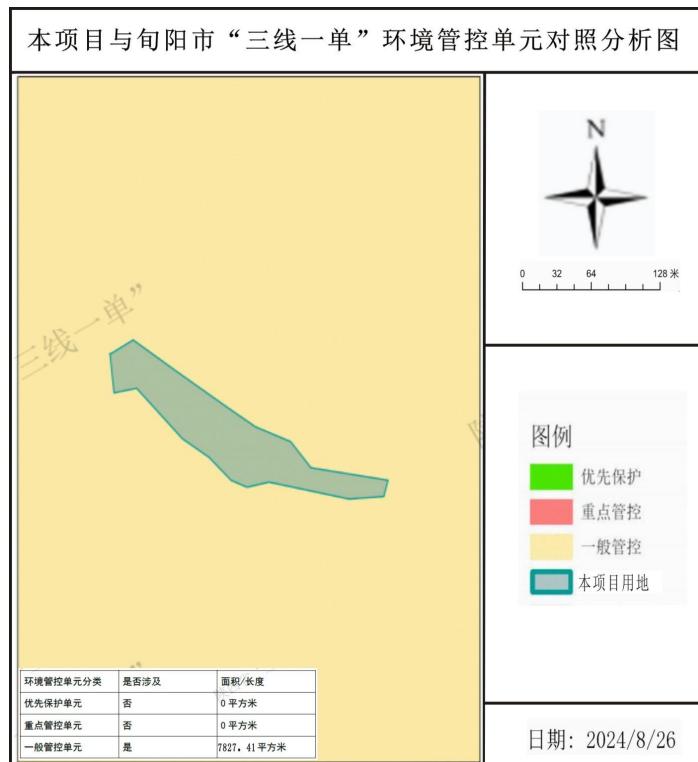 本项目与旬阳市“三线一单”环境管控单元对照分析图
N
0 32 64 128 米
三线一单”
图例
优先保护
重点管控
一般管控
本项目用地
环境管控单元分类 是否涉及 面积/长度
优先保护单元 否 0 平方米
重点管控单元 否 0 平方米
一般管控单元 是 7827.41 平方米
日期: 2024/8/26